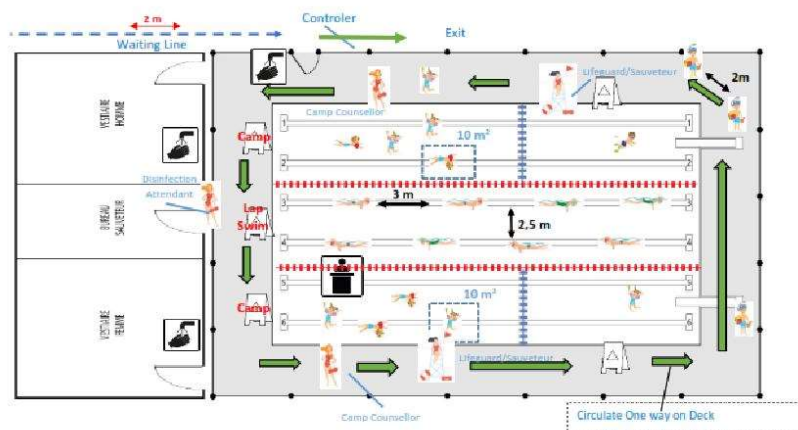 2 m
Waiting Line
Controler
Exit
Lifeguard/Sauveteur
2m
VESTIAIRE
HOMME
Camp Counsellor
1
1
10 m²
Camp
2
2
Disinfection
Attendant
BUREAU
SAUVETEUR
Lap
Swim
3
3 m
3
2,5 m
4
4
VESTIAIRE
FEMME
Camp
5
10 m²
5
6
6
Lifeguard/Sauveteur
Camp Counsellor
Circulate One way on Deck